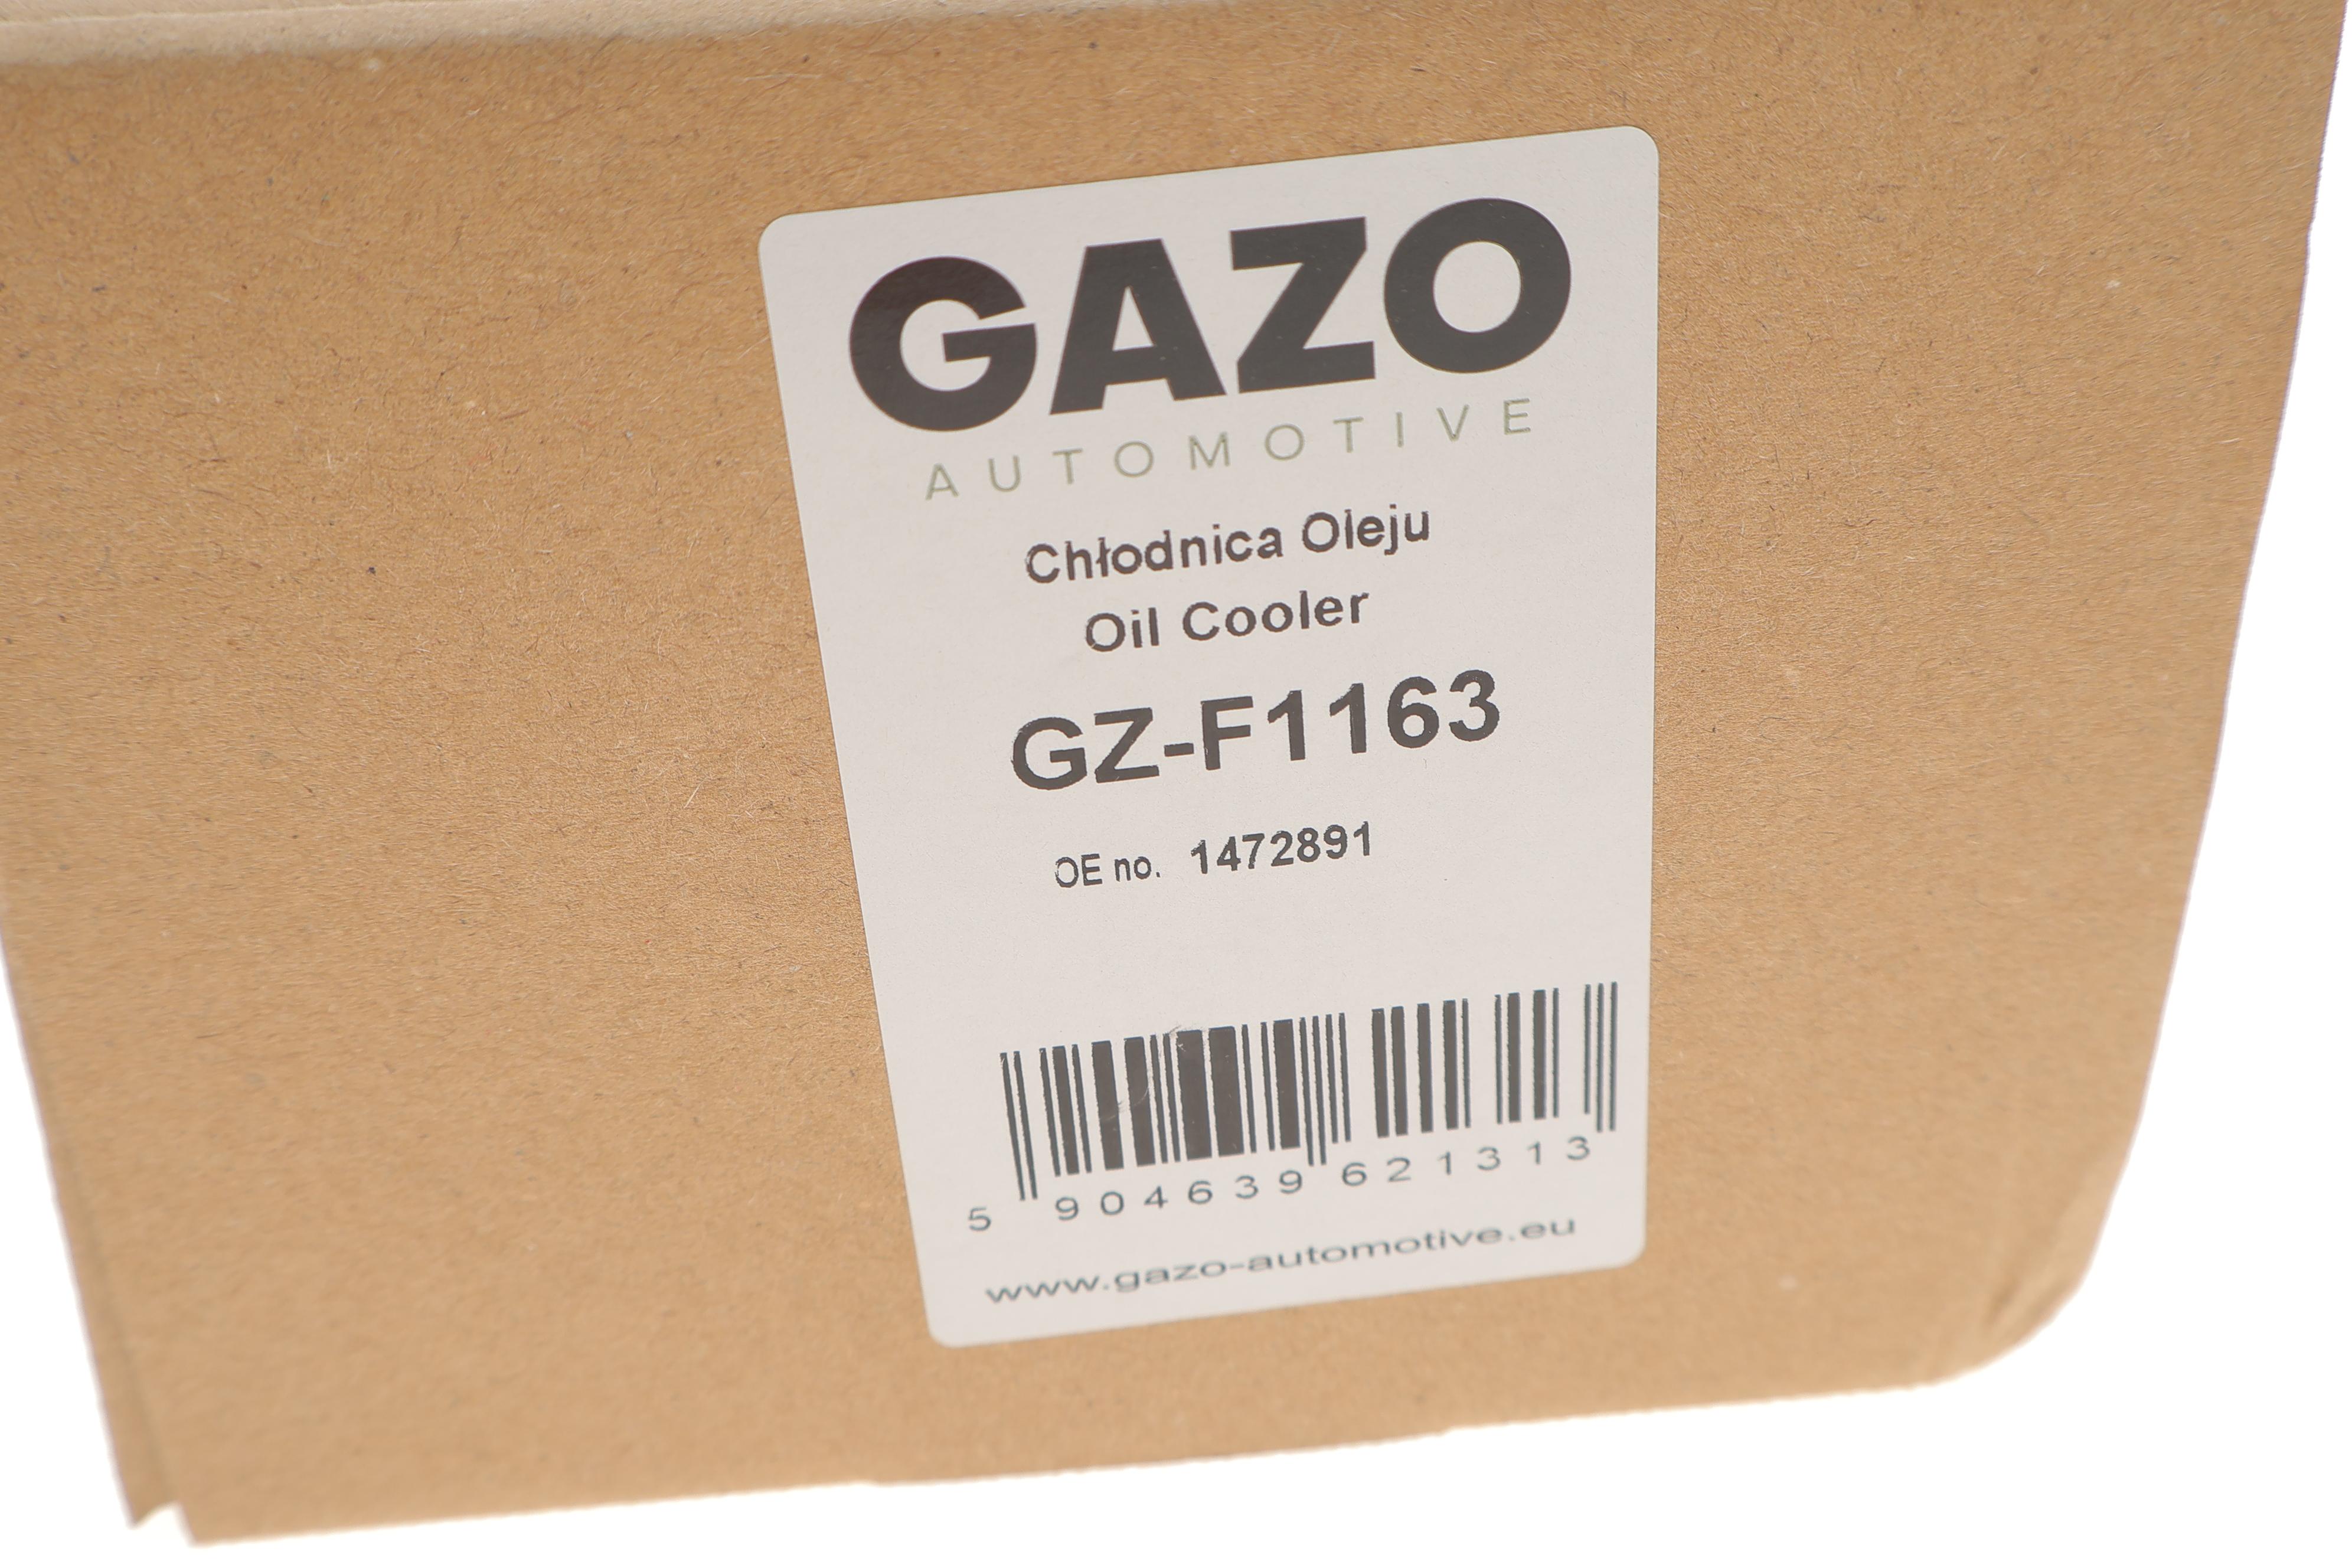 GAZO
AUTOMOTIVE
Chłodnica Oleju
Oil Cooler
GZ-F1163
OE no. 1472891
5 904639 621313
www.gazo-automotive.eu